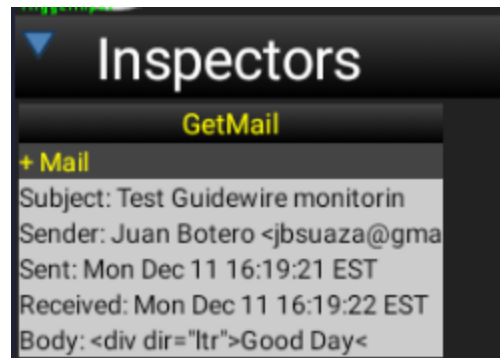 Inspectors
GetMail
+ Mail
Subject: Test Guidewire monitorin
Sender: Juan Botero <jbsuaza@gma
Sent: Mon Dec 11 16:19:21 EST
Received: Mon Dec 11 16:19:22 EST
Body: <div dir="ltr">Good Day<